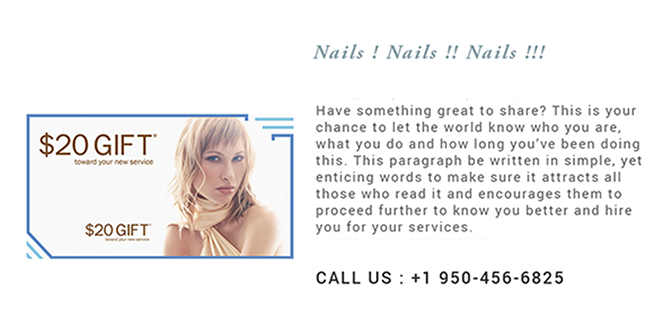 Nails ! Nails !! Nails !!!
$20 GIFT*
toward your new service
$20 GIFT*
toward your new service
Have something great to share? This is your
chance to let the world know who you are,
what you do and how long you've been doing
this. This paragraph be written in simple, yet
enticing words to make sure it attracts all
those who read it and encourages them to
proceed further to know you better and hire
you for your services.
CALL US : +1 950-456-6825